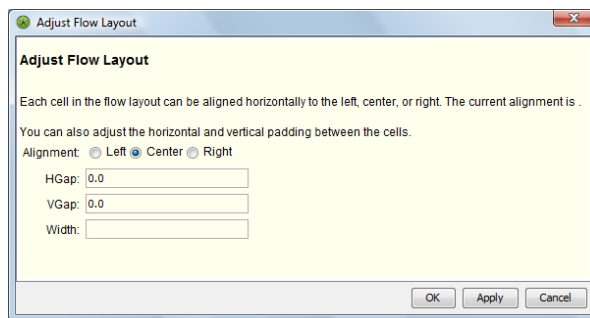 Adjust Flow Layout
Adjust Flow Layout
Each cell in the flow layout can be aligned horizontally to the left, center, or right. The current alignment is .
You can also adjust the horizontal and vertical padding between the cells.
Alignment: Left Center Right
HGap: 0.0
VGap: 0.0
Width:
OK Apply Cancel